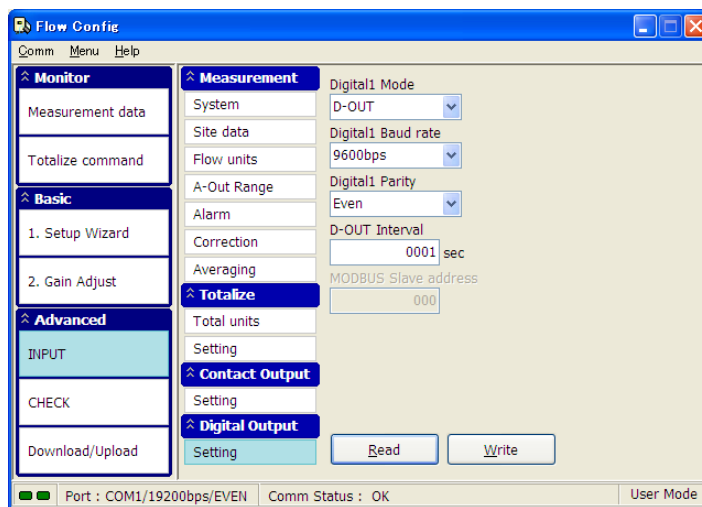 Flow Config
Comm Menu Help
Monitor
Measurement data
Totalize command
Basic
1. Setup Wizard
2. Gain Adjust
Advanced
INPUT
CHECK
Download/Upload
Measurement
System
Site data
Flow units
A-Out Range
Alarm
Correction
Averaging
Totalize
Total units
Setting
Contact Output
Setting
Digital Output
Setting
Digital1 Mode
D-OUT
Digital1 Baud rate
9600bps
Digital1 Parity
Even
D-OUT Interval
0001 sec
MODBUS Slave address
000
Read Write
Port : COM1/19200bps/EVEN Comm Status : OK User Mode